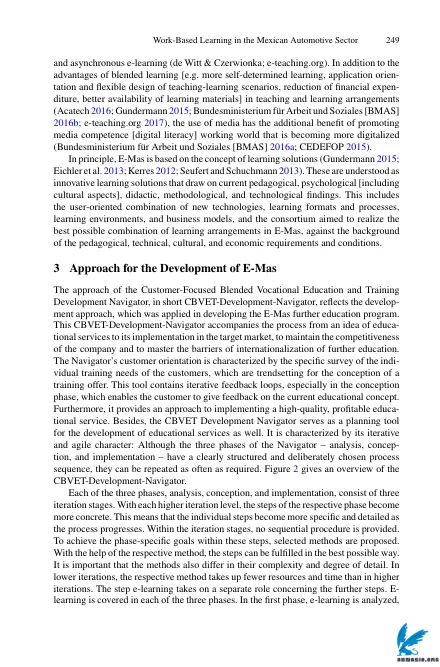 Work-Based Learning in the Mexican Automotive Sector 249
and asynchronous e-learning (de Witt & Czerwionka; e-teaching.org). In addition to the
advantages of blended learning [e.g. more self-determined learning, application orien-
tation and flexible design of teaching-learning scenarios, reduction of financial expen-
diture, better availability of learning materials] in teaching and learning arrangements
(Acatech 2016; Gundermann 2015; Bundesministerium für Arbeit und Soziales [BMAS]
2016b; e-teaching.org 2017), the use of media has the additional benefit of promoting
media competence [digital literacy] working world that is becoming more digitalized
(Bundesministerium für Arbeit und Soziales [BMAS] 2016a; CEDEFOP 2015).
In principle, E-Mas is based on the concept of learning solutions (Gundermann 2015;
Eichler et al. 2013; Kerres 2012; Seufert and Schuchmann 2013). These are understood as
innovative learning solutions that draw on current pedagogical, psychological [including
cultural aspects], didactic, methodological, and technological findings. This includes
the user-oriented combination of new technologies, learning formats and processes,
learning environments, and business models, and the consortium aimed to realize the
best possible combination of learning arrangements in E-Mas, against the background
of the pedagogical, technical, cultural, and economic requirements and conditions.
3 Approach for the Development of E-Mas
The approach of the Customer-Focused Blended Vocational Education and Training
Development Navigator, in short CBVET-Development-Navigator, reflects the develop-
ment approach, which was applied in developing the E-Mas further education program.
This CBVET-Development-Navigator accompanies the process from an idea of educa-
tional services to its implementation in the target market, to maintain the competitiveness
of the company and to master the barriers of internationalization of further education.
The Navigator's customer orientation is characterized by the specific survey of the indi-
vidual training needs of the customers, which are trendsetting for the conception of a
training offer. This tool contains iterative feedback loops, especially in the conception
phase, which enables the customer to give feedback on the current educational concept.
Furthermore, it provides an approach to implementing a high-quality, profitable educa-
tional service. Besides, the CBVET Development Navigator serves as a planning tool
for the development of educational services as well. It is characterized by its iterative
and agile character: Although the three phases of the Navigator – analysis, concep-
tion, and implementation – have a clearly structured and deliberately chosen process
sequence, they can be repeated as often as required. Figure 2 gives an overview of the
CBVET-Development-Navigator.
Each of the three phases, analysis, conception, and implementation, consist of three
iteration stages. With each higher iteration level, the steps of the respective phase become
more concrete. This means that the individual steps become more specific and detailed as
the process progresses. Within the iteration stages, no sequential procedure is provided.
To achieve the phase-specific goals within these steps, selected methods are proposed.
With the help of the respective method, the steps can be fulfilled in the best possible way.
It is important that the methods also differ in their complexity and degree of detail. In
lower iterations, the respective method takes up fewer resources and time than in higher
iterations. The step e-learning takes on a separate role concerning the further steps. E-
learning is covered in each of the three phases. In the first phase, e-learning is analyzed,